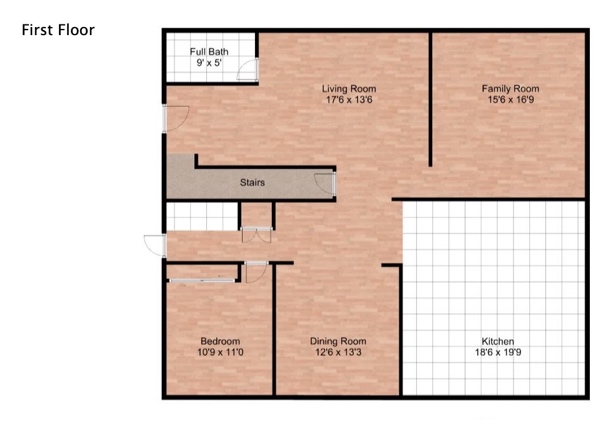 First Floor
Full Bath
9' x 5'
Living Room
17'6 x 13'6
Family Room
15'6 x 16'9
Stairs
Bedroom
10'9 x 11'0
Dining Room
12'6 x 13'3
Kitchen
18'6 x 19'9